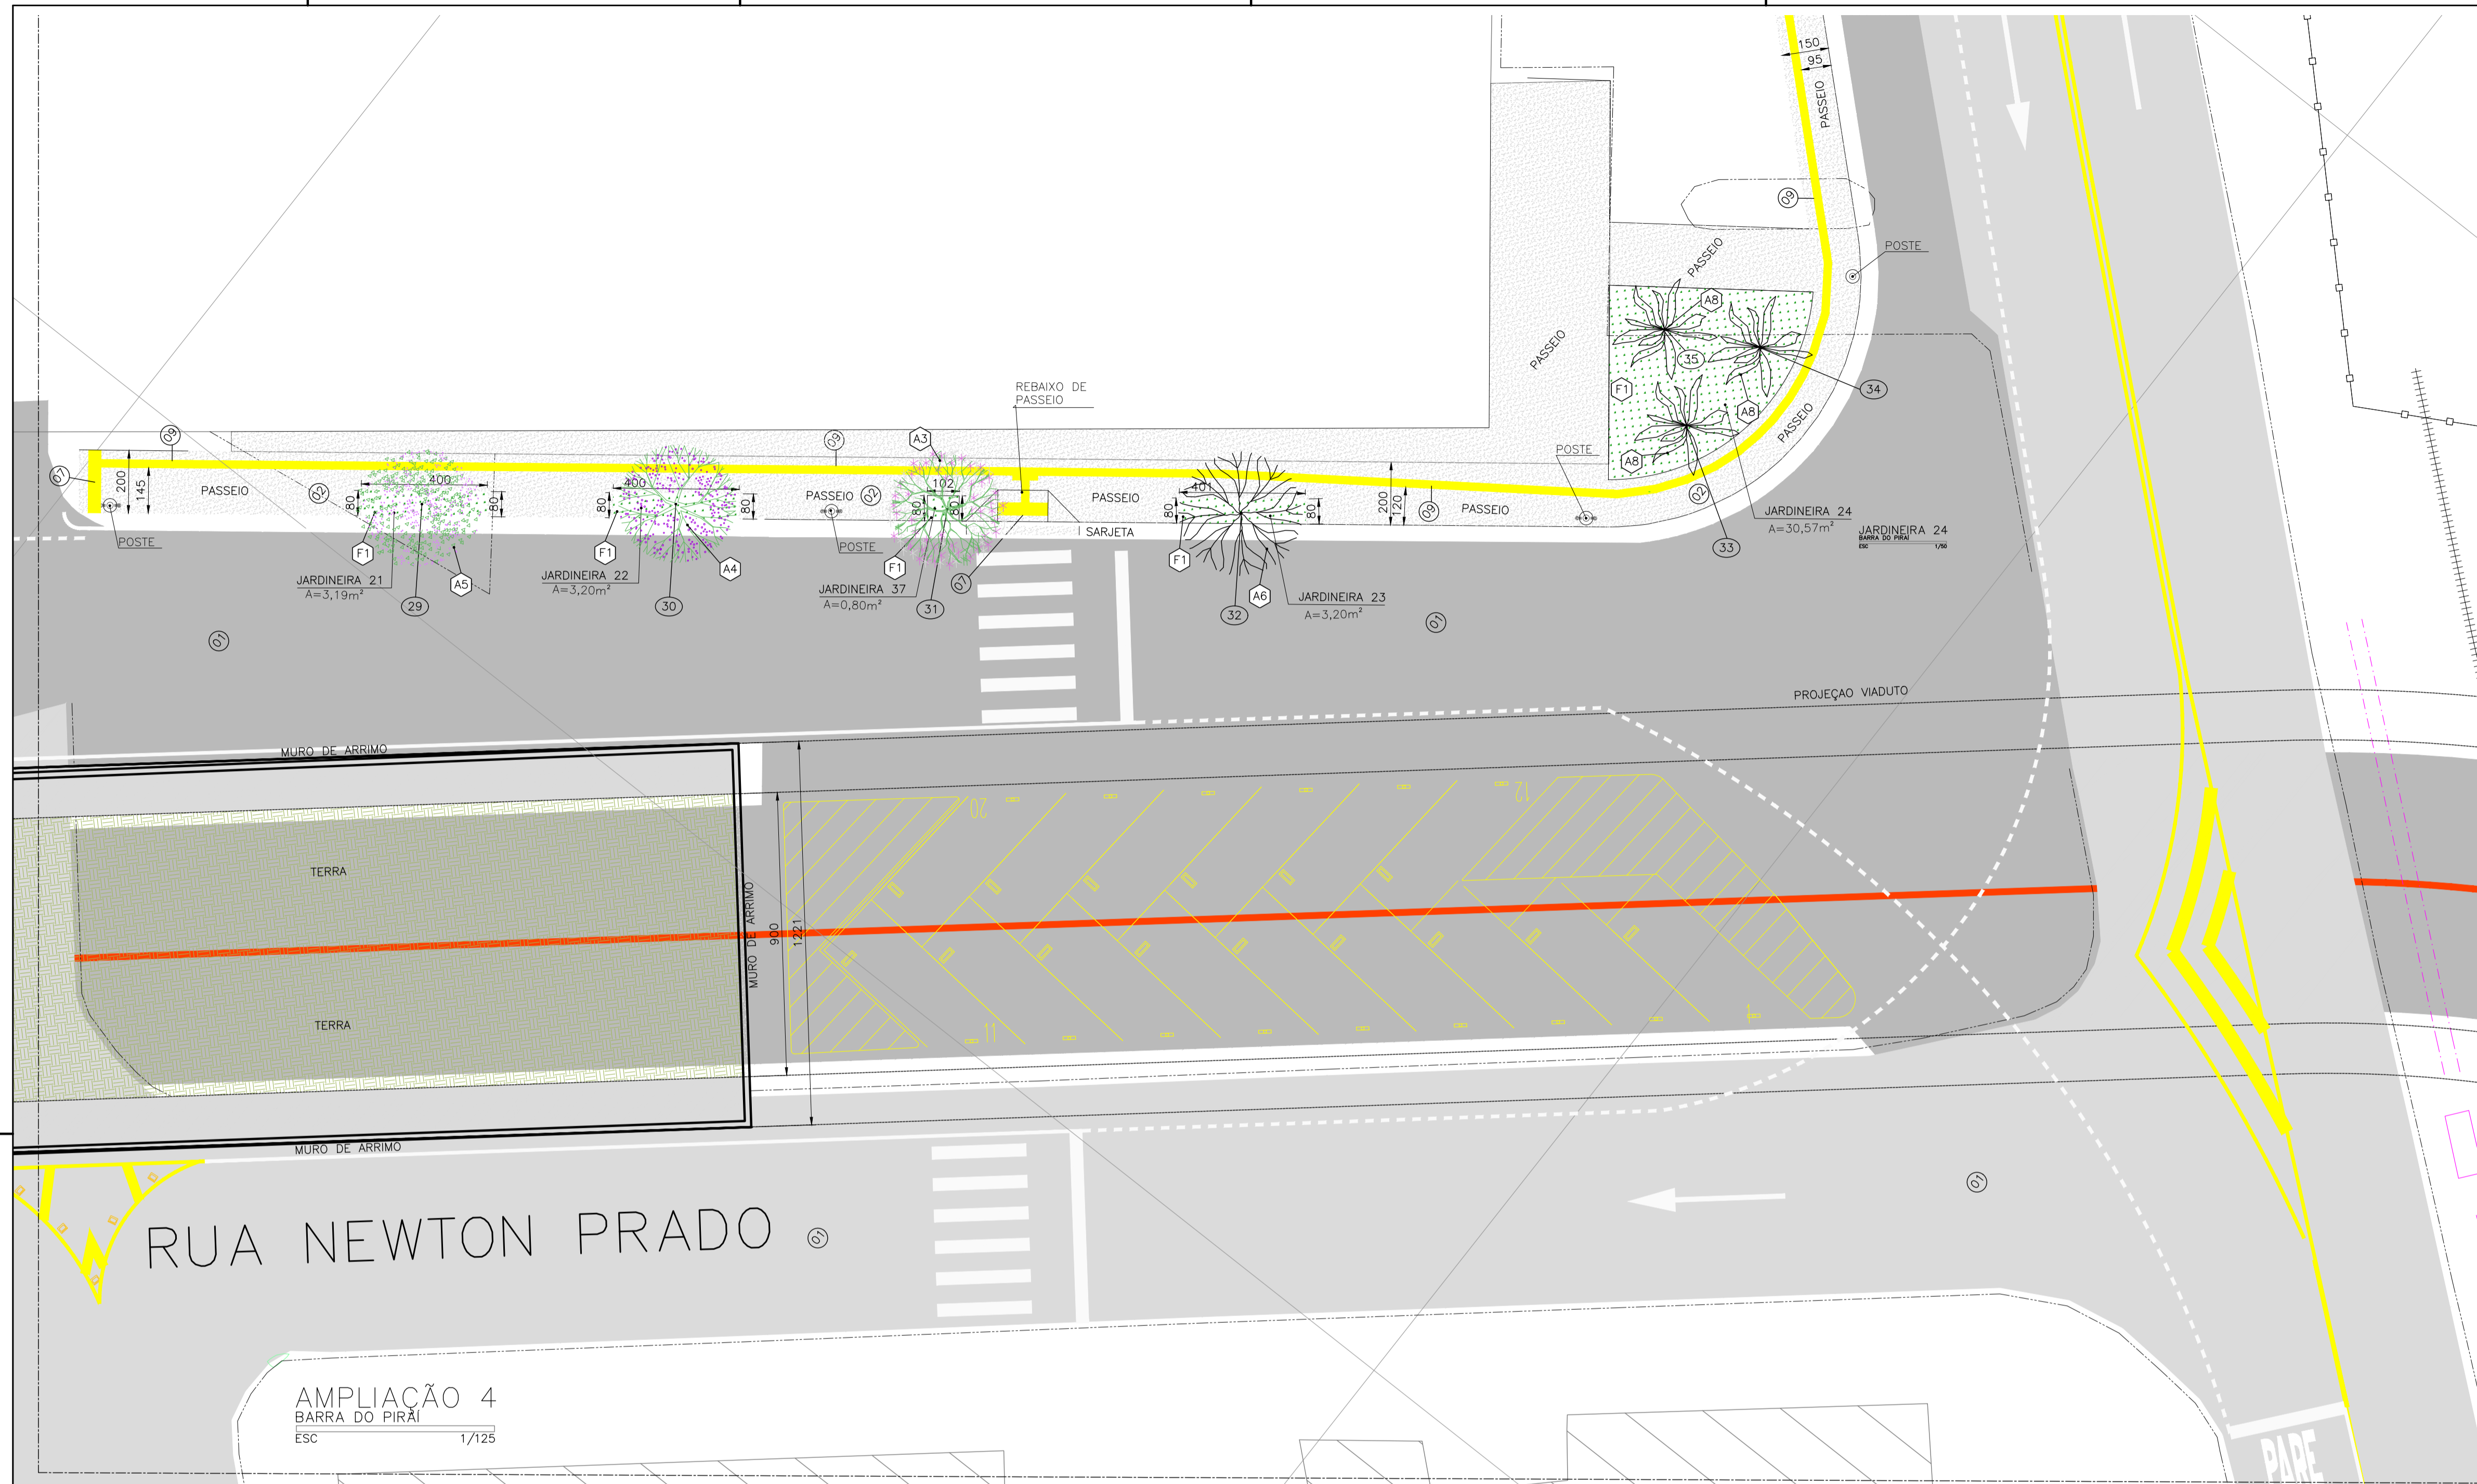 150
95
PASSEIO
09
POSTE
PASSEIO
A8
PASSEIO
35
34
F1
A8
PASSEIO
A8
POSTE
02
33
JARDINEIRA 24
A=30,57m²
JARDINEIRA 24
BARRA DO PIRAÍ
ESC 1/50
REBAIXO DE
PASSEIO
09
07
200
145
PASSEIO
02
POSTE
80
400
80
F1
JARDINEIRA 21
A=3,19m²
29
A5
80
400
80
F1
JARDINEIRA 22
A=3,20m²
30
A4
09
PASSEIO
02
POSTE
A3
102
80
80
F1
JARDINEIRA 37
A=0,80m²
31
07
PASSEIO
SARJETA
401
80
80
F1
32
A6
JARDINEIRA 23
A=3,20m²
200
120
09
PASSEIO
01
01
PROJEÇAO VIADUTO
MURO DE ARRIMO
20
12
TERRA
MURO DE ARRIMO
900
1221
TERRA
11
1
MURO DE ARRIMO
RUA NEWTON PRADO
01
01
AMPLIAÇÃO 4
BARRA DO PIRAÍ
ESC 1/125
PARE